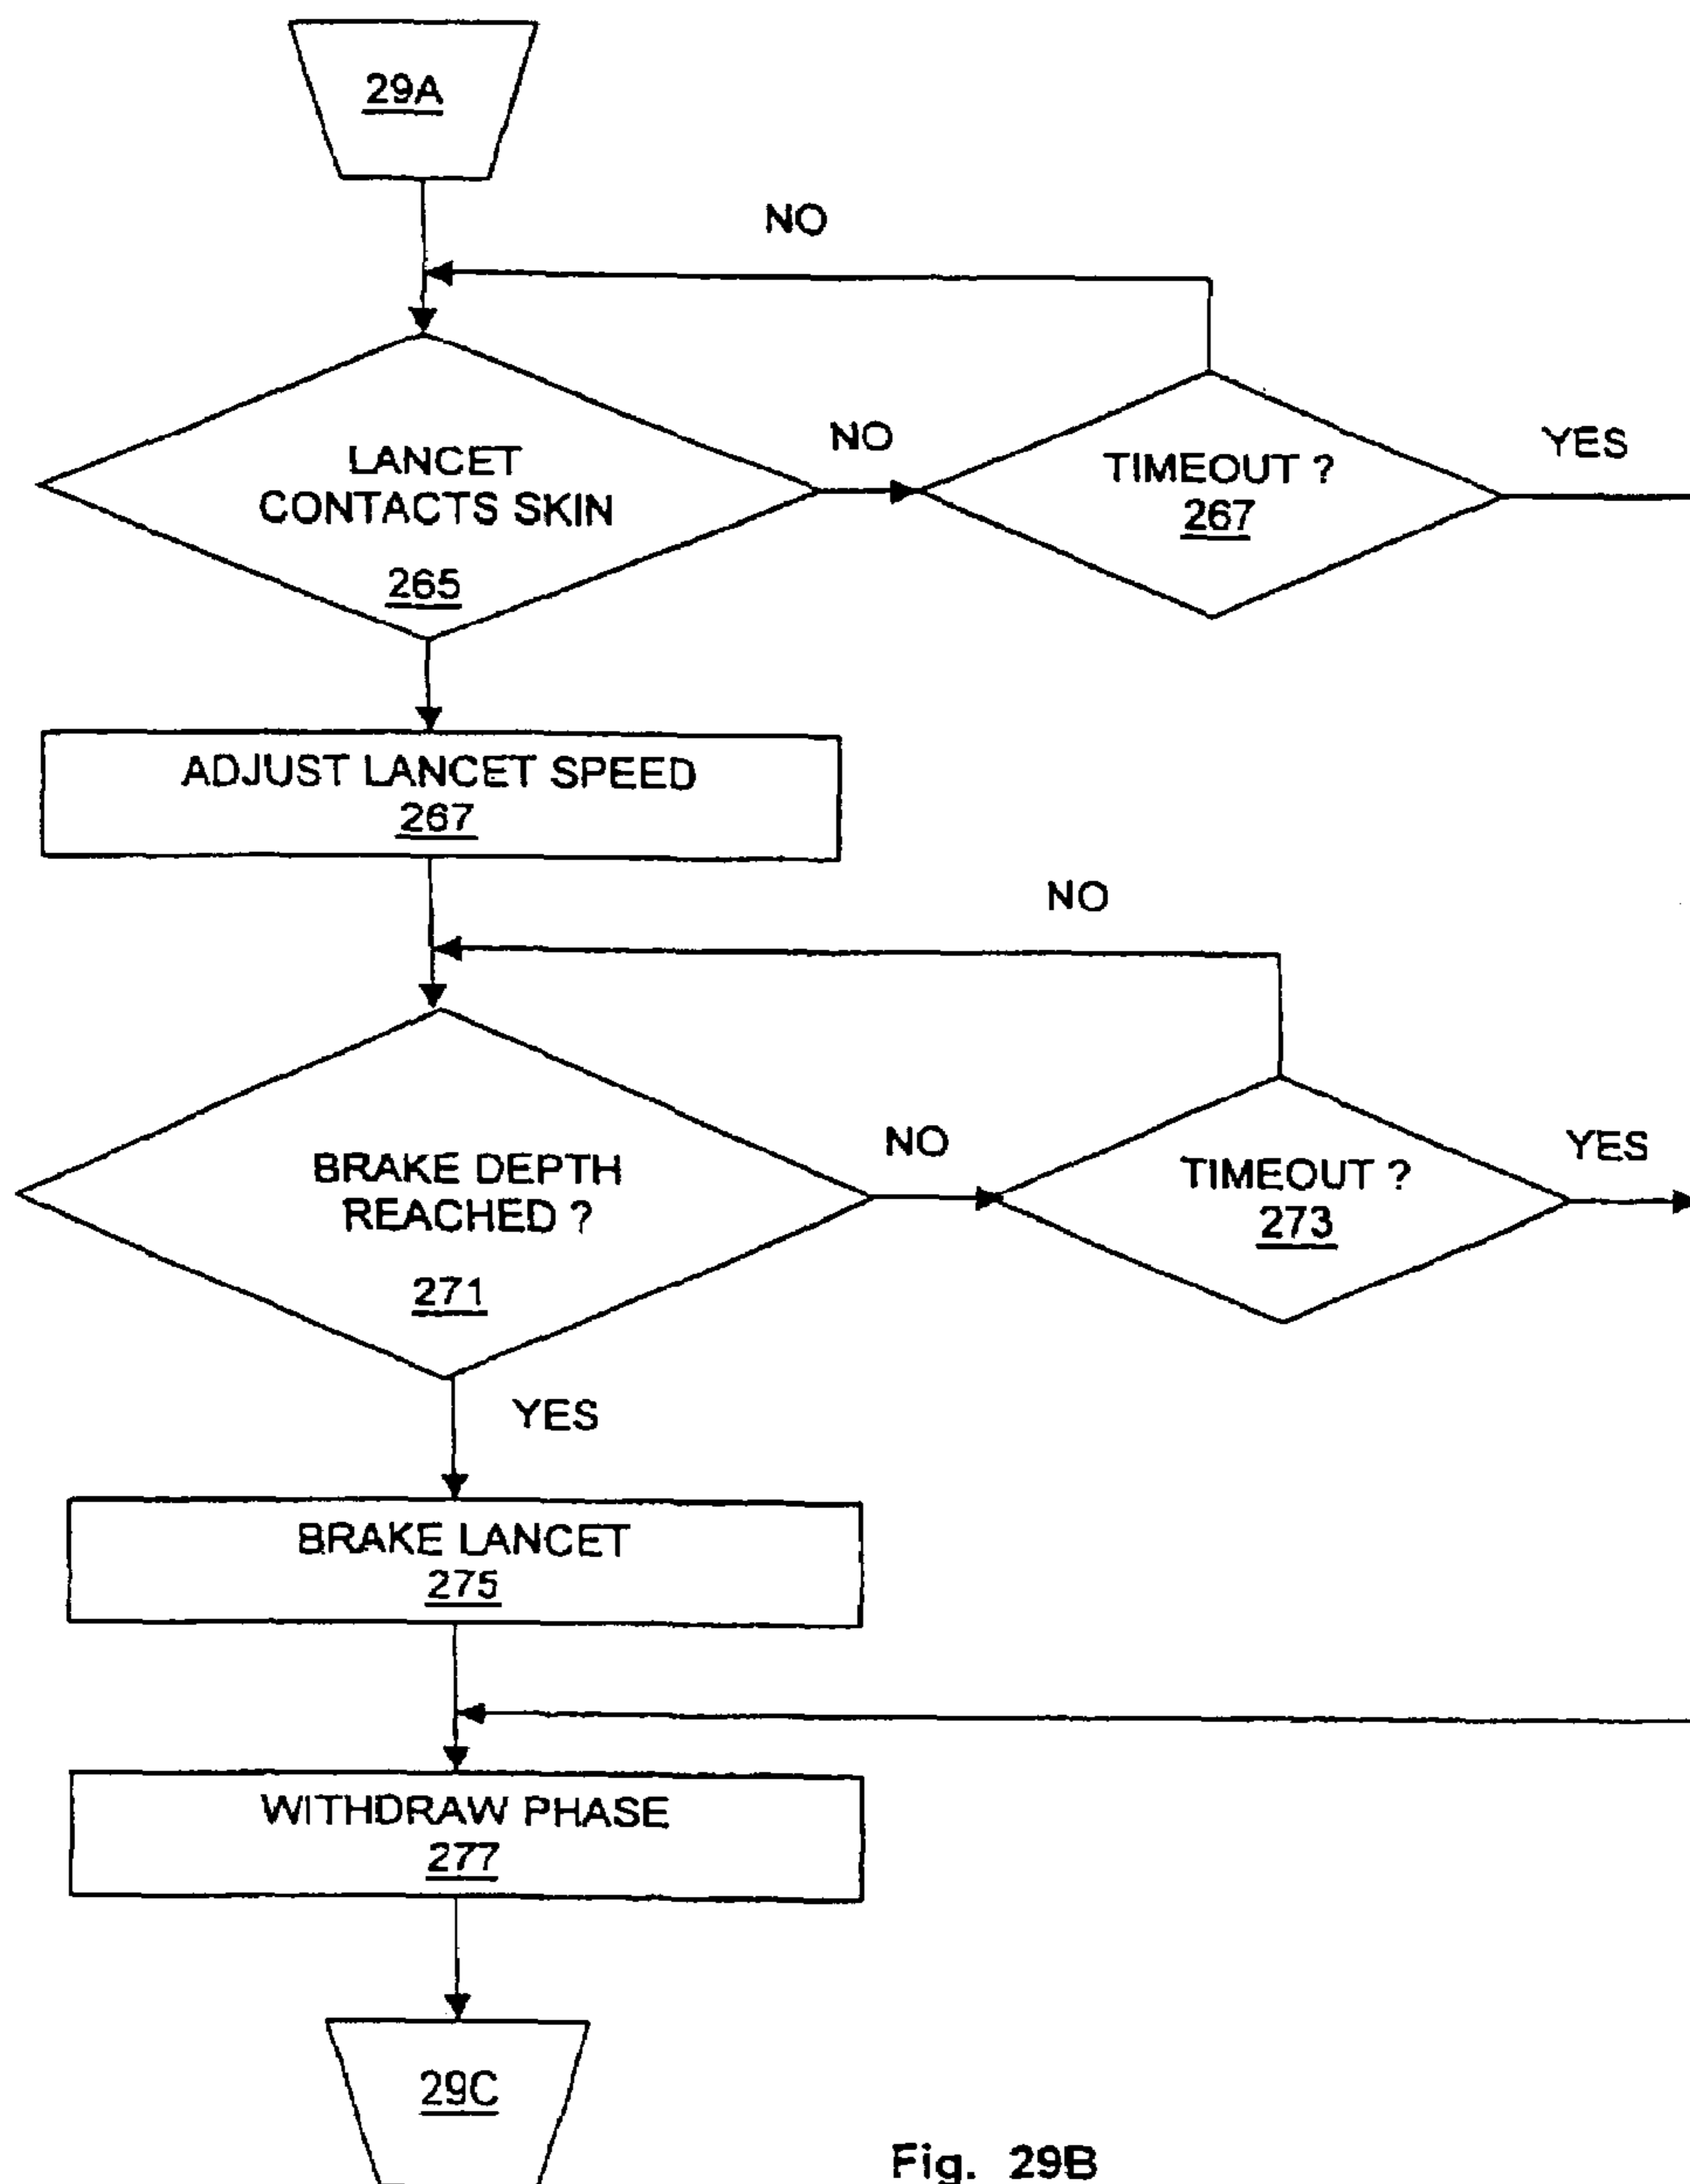 29A
NO
LANCET
CONTACTS SKIN
265
NO
TIMEOUT ?
267
YES
ADJUST LANCET SPEED
267
NO
BRAKE DEPTH
REACHED ?
271
NO
TIMEOUT ?
273
YES
YES
BRAKE LANCET
275
WITHDRAW PHASE
277
29C
Fig. 29B